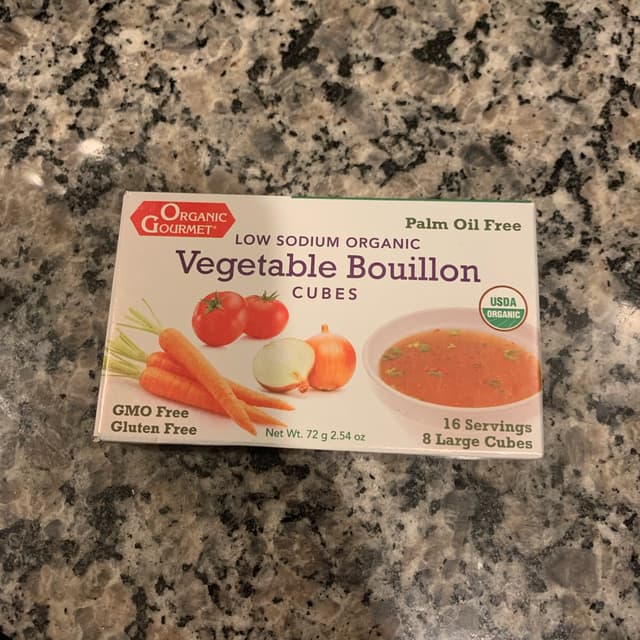 ORGANIC
GOURMET®
Palm Oil Free
LOW SODIUM ORGANIC
Vegetable Bouillon
CUBES
USDA
ORGANIC
GMO Free
Gluten Free
Net Wt. 72 g 2.54 oz
16 Servings
8 Large Cubes